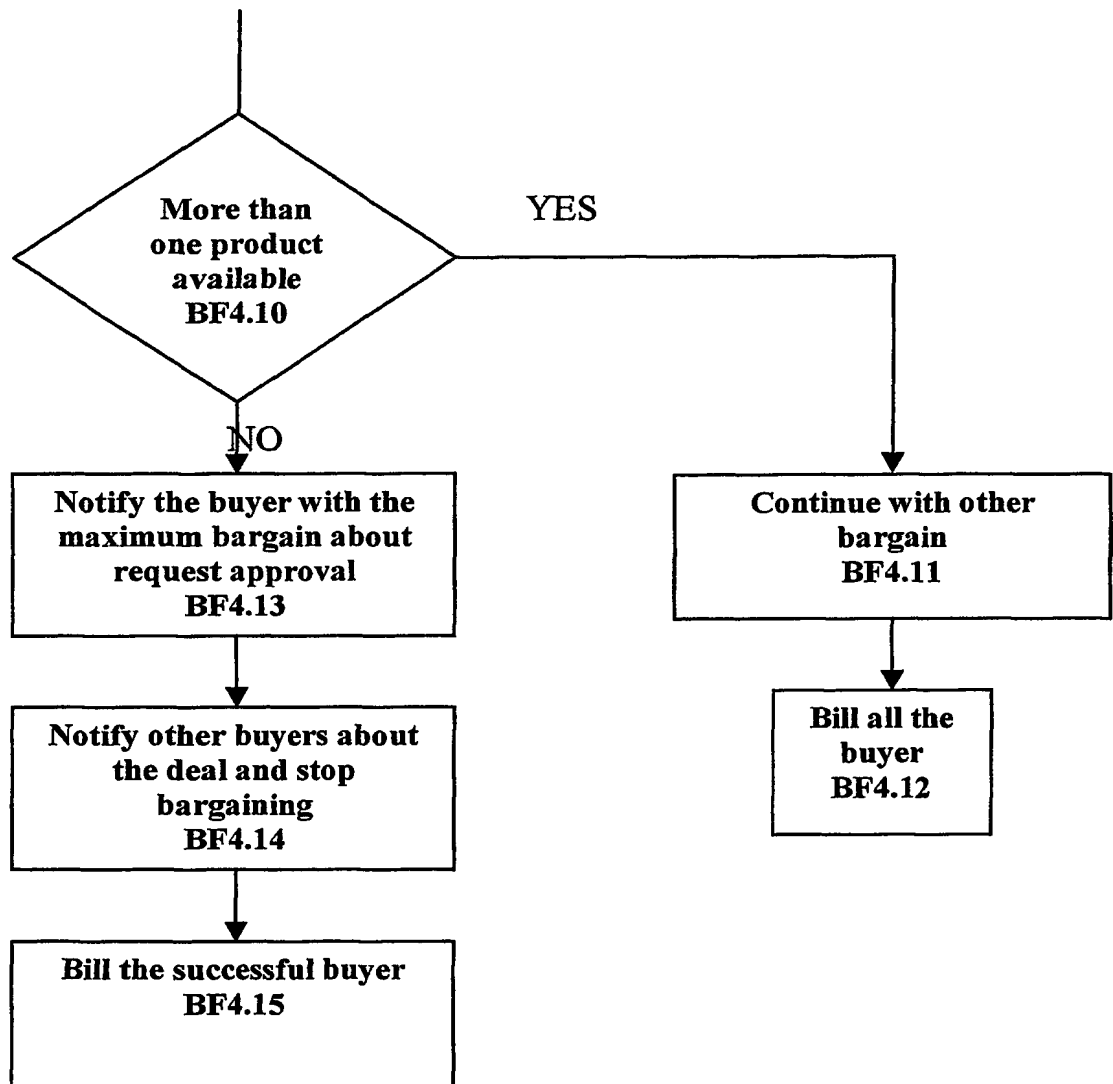 More than
one product
available
BF4.10
YES
NO
Notify the buyer with the
maximum bargain about
request approval
BF4.13
Continue with other
bargain
BF4.11
Notify other buyers about
the deal and stop
bargaining
BF4.14
Bill all the
buyer
BF4.12
Bill the successful buyer
BF4.15